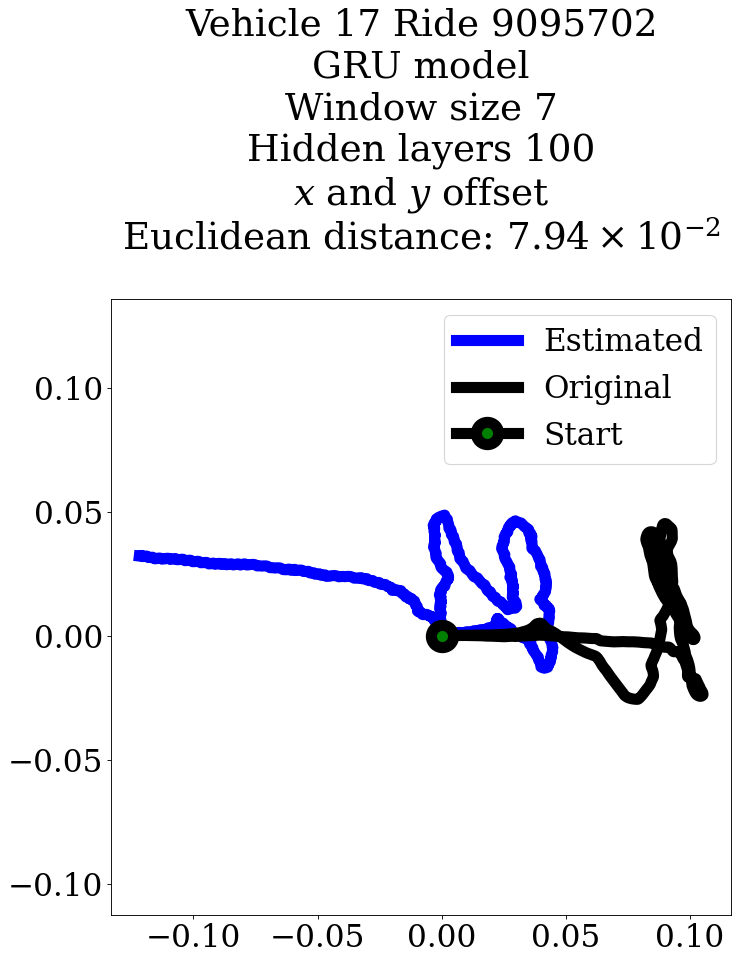 Vehicle 17 Ride 9095702
GRU model
Window size 7
Hidden layers 100
x and y offset
Euclidean distance: 7.94 × 10⁻²
Estimated
Original
Start
0.10
0.05
0.00
−0.05
−0.10
−0.10 −0.05 0.00 0.05 0.10